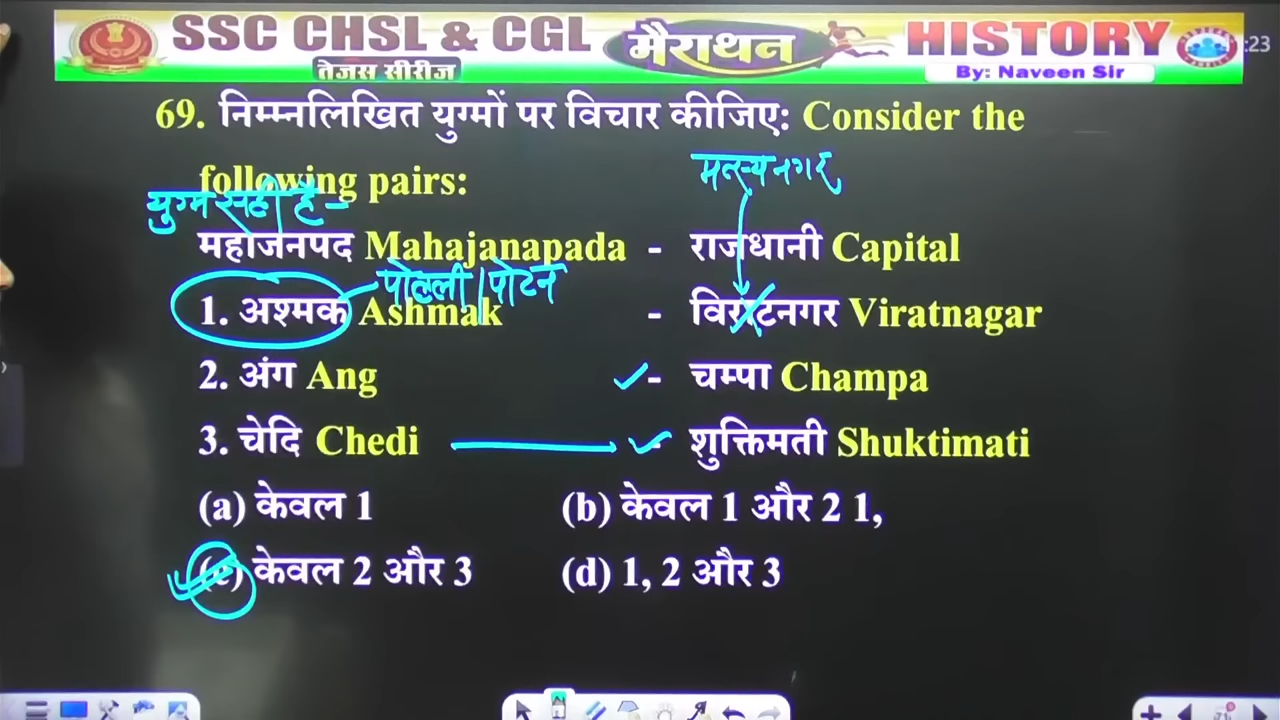 SSC CHSL & CGL मैराथन HISTORY :23
तेजस सीरीज By: Naveen Sir
69. निम्नलिखित युग्मों पर विचार कीजिए: Consider the
मत्स्यनगर
following pairs:
युग्म सही है -
महाजनपद Mahajanapada - राजधानी Capital
पोटली/पोटन
1. अश्मक Ashmak - विराटनगर Viratnagar
2. अंग Ang - चम्पा Champa
3. चेदि Chedi - शुक्तिमती Shuktimati
(a) केवल 1 (b) केवल 1 और 2 1,
(c) केवल 2 और 3 (d) 1, 2 और 3